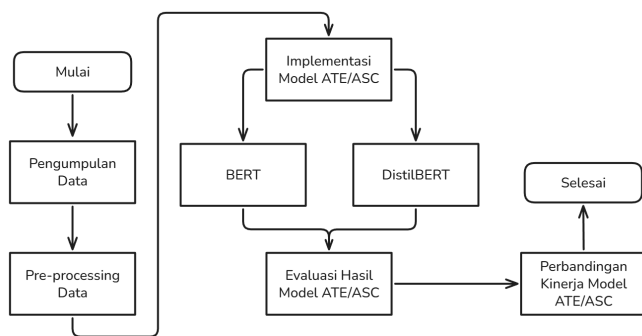 Mulai
Pengumpulan
Data
Pre-processing
Data
Implementasi
Model ATE/ASC
BERT
DistilBERT
Evaluasi Hasil
Model ATE/ASC
Perbandingan
Kinerja Model
ATE/ASC
Selesai